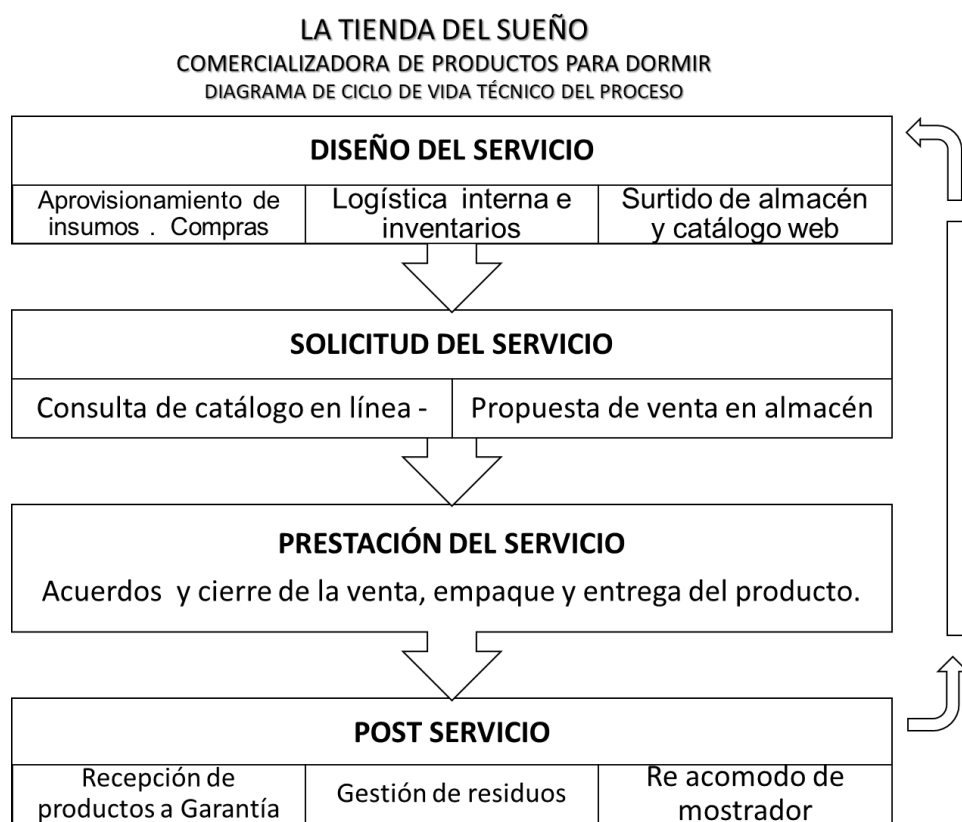 LA TIENDA DEL SUEÑO
COMERCIALIZADORA DE PRODUCTOS PARA DORMIR
DIAGRAMA DE CICLO DE VIDA TÉCNICO DEL PROCESO
DISEÑO DEL SERVICIO
Aprovisionamiento de
insumos . Compras
Logística interna e
inventarios
Surtido de almacén
y catálogo web
SOLICITUD DEL SERVICIO
Consulta de catálogo en línea -
Propuesta de venta en almacén
PRESTACIÓN DEL SERVICIO
Acuerdos y cierre de la venta, empaque y entrega del producto.
POST SERVICIO
Recepción de
productos a Garantía
Gestión de residuos
Re acomodo de
mostrador